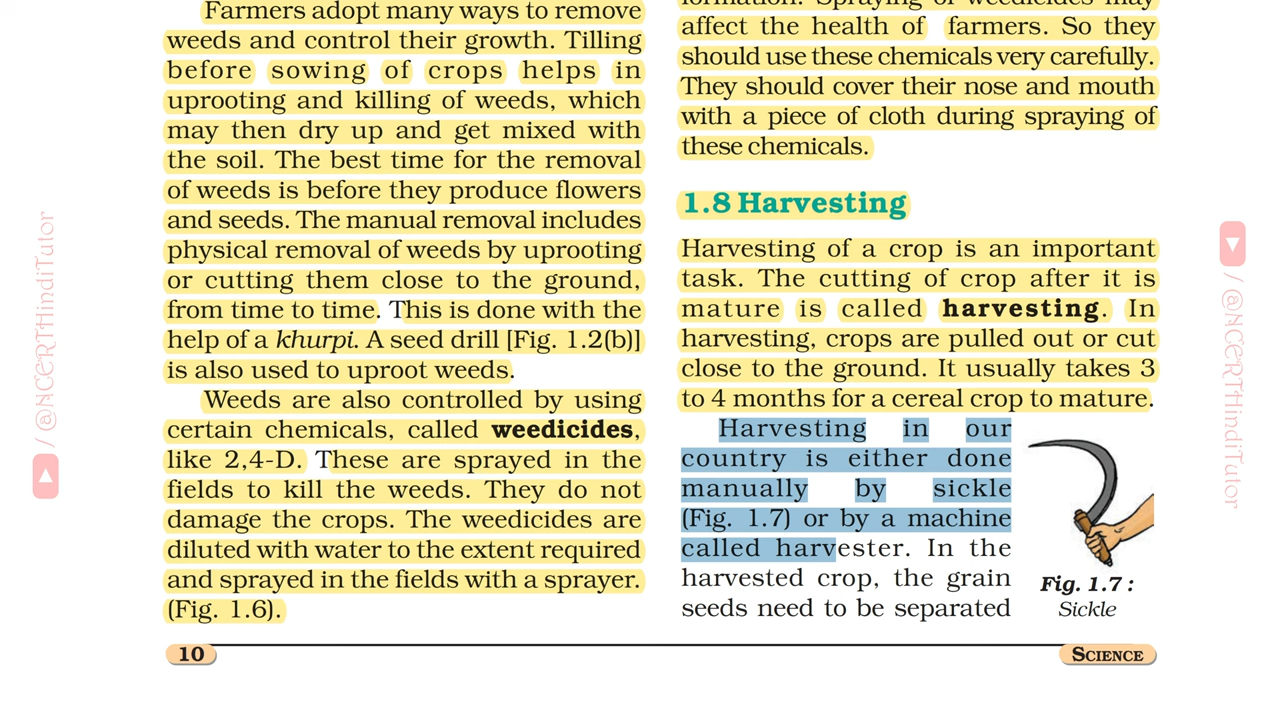 Farmers adopt many ways to remove
weeds and control their growth. Tilling
before sowing of crops helps in
uprooting and killing of weeds, which
may then dry up and get mixed with
the soil. The best time for the removal
of weeds is before they produce flowers
and seeds. The manual removal includes
physical removal of weeds by uprooting
or cutting them close to the ground,
from time to time. This is done with the
help of a khurpi. A seed drill [Fig. 1.2(b)]
is also used to uproot weeds.
Weeds are also controlled by using
certain chemicals, called weedicides,
like 2,4-D. These are sprayed in the
fields to kill the weeds. They do not
damage the crops. The weedicides are
diluted with water to the extent required
and sprayed in the fields with a sprayer.
(Fig. 1.6).
formation. Spraying of weedicides may
affect the health of farmers. So they
should use these chemicals very carefully.
They should cover their nose and mouth
with a piece of cloth during spraying of
these chemicals.
1.8 Harvesting
Harvesting of a crop is an important
task. The cutting of crop after it is
mature is called harvesting. In
harvesting, crops are pulled out or cut
close to the ground. It usually takes 3
to 4 months for a cereal crop to mature.
Harvesting in our
country is either done
manually by sickle
(Fig. 1.7) or by a machine
called harvester. In the
harvested crop, the grain
seeds need to be separated
Fig. 1.7 :
Sickle
10
SCIENCE
/ @NCERTHindiTutor
/ @NCERTHindiTutor